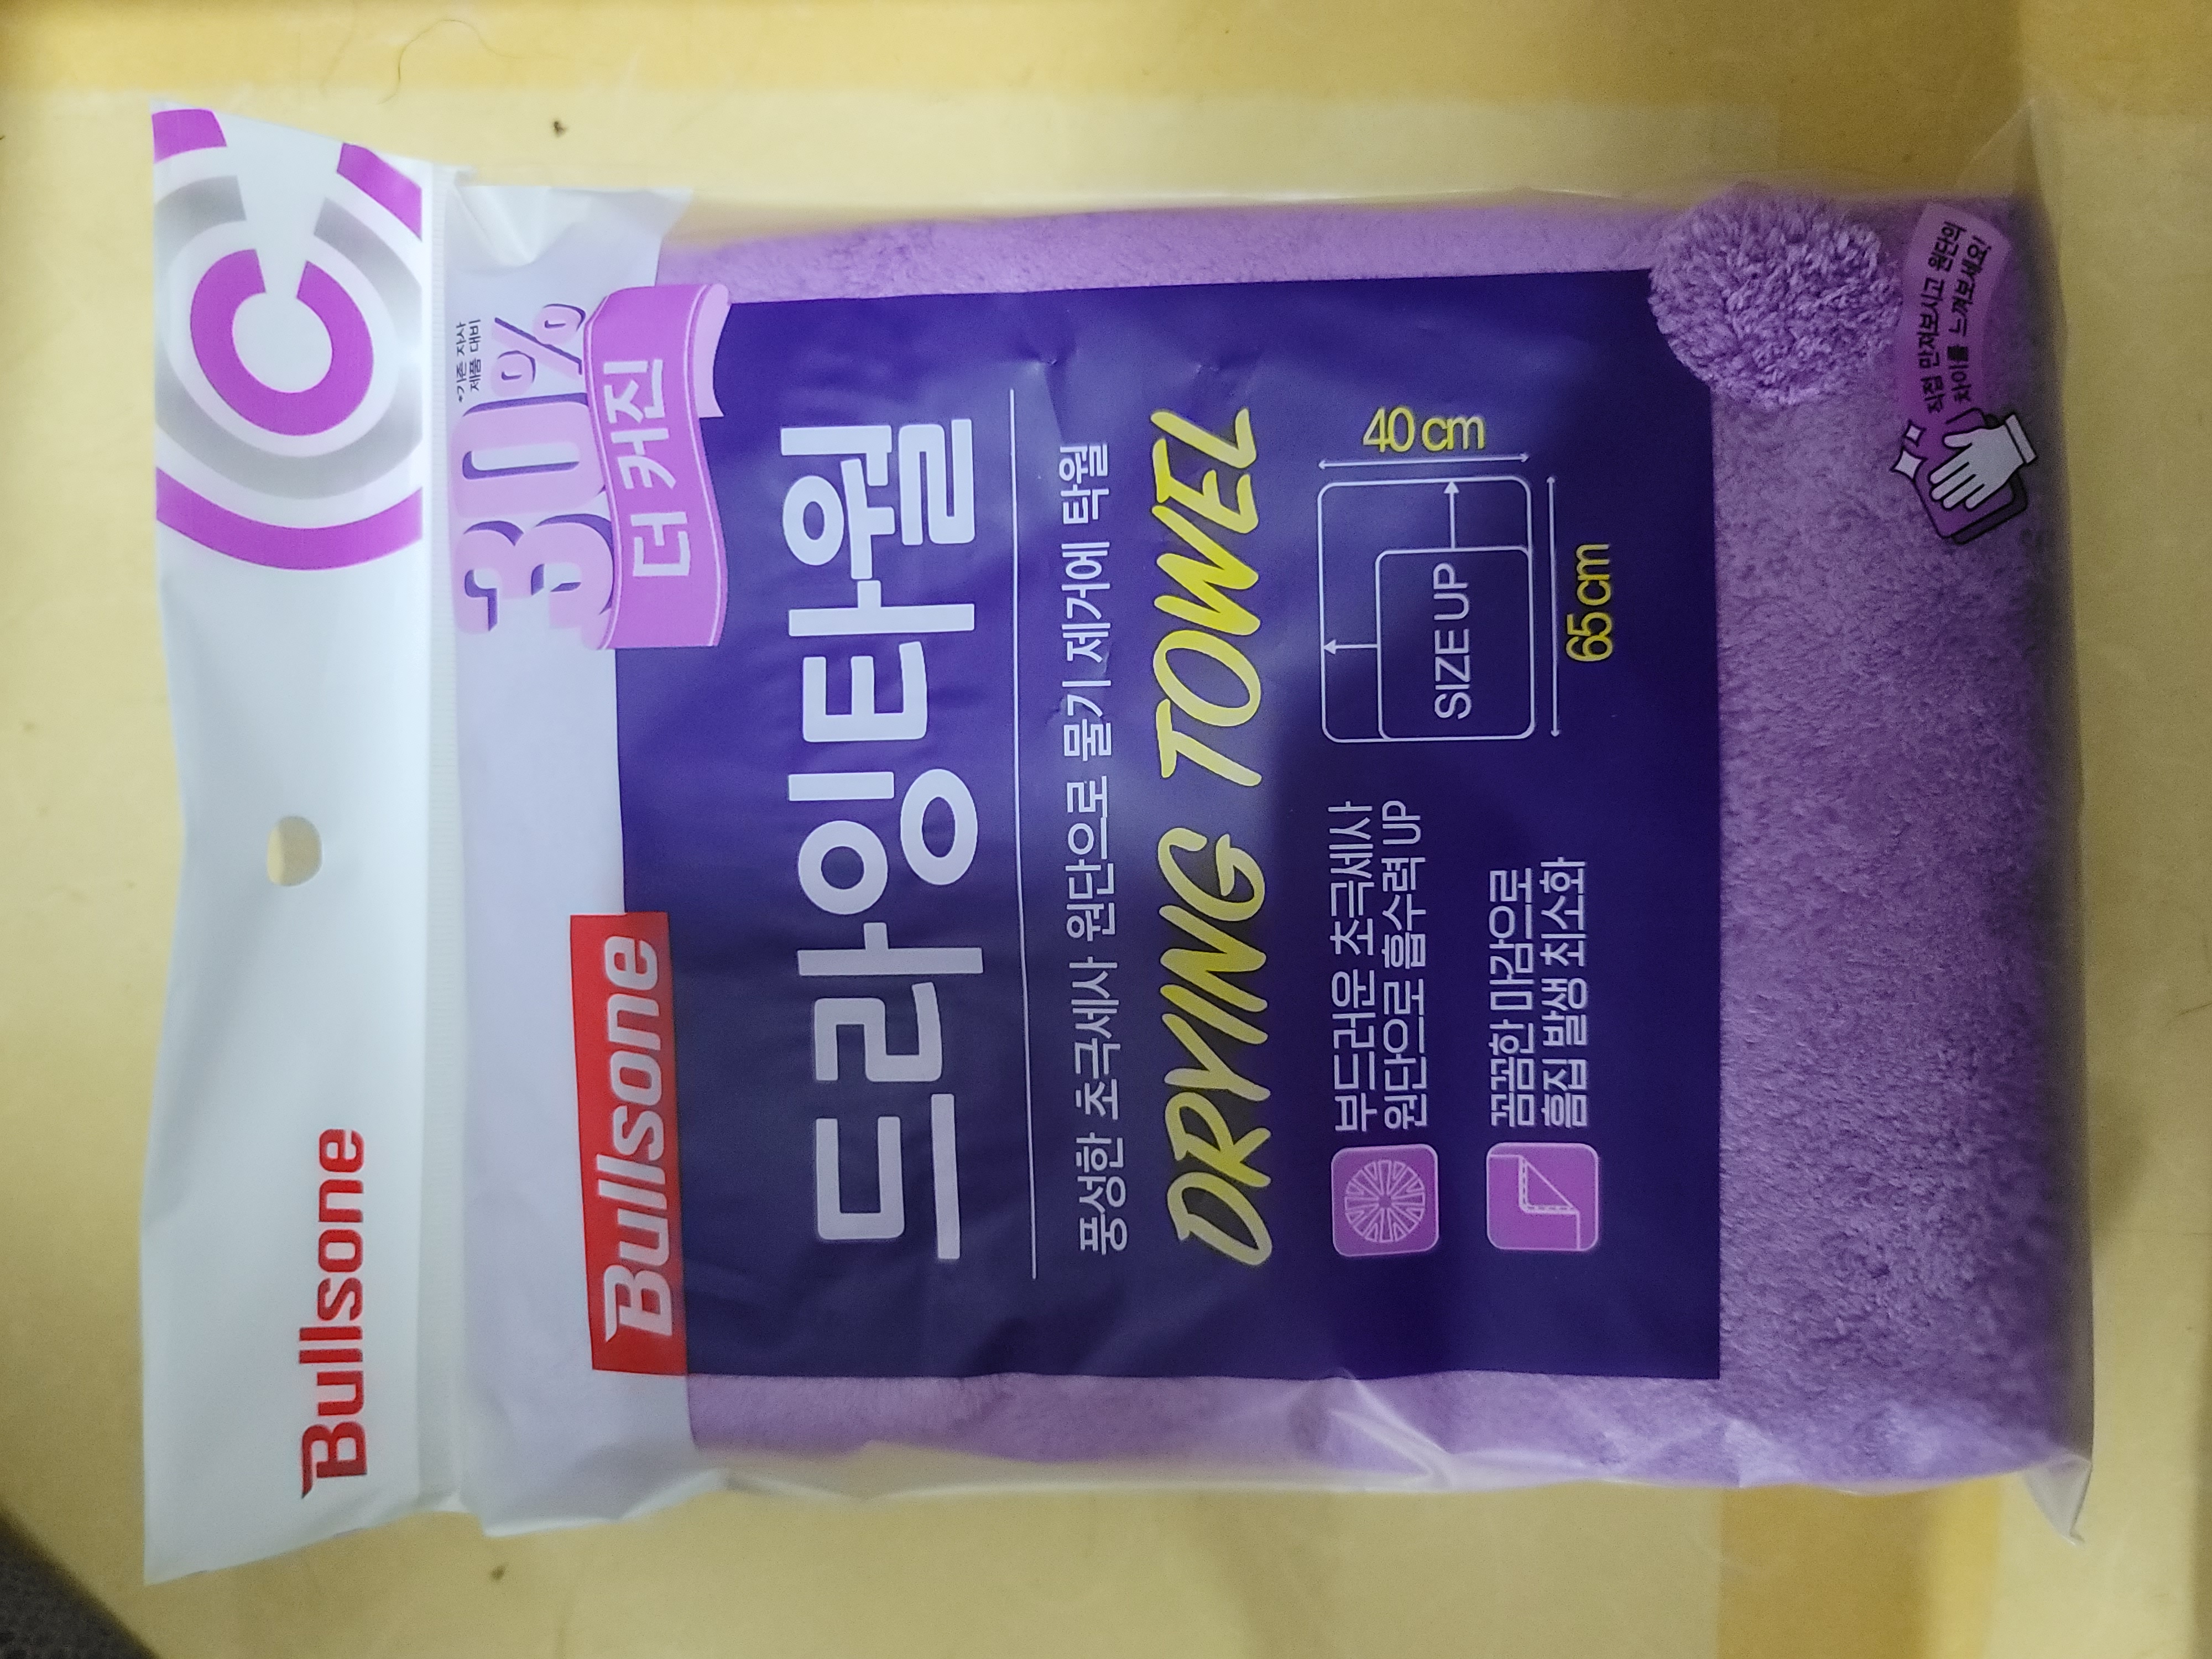 Bullsone
C
*기존 자사
제품 대비
30%
더 커진
Bullsone
드라잉타월
풍성한 초극세사 원단으로 물기 제거에 탁월
DRYING TOWEL
부드러운 초극세사
원단으로 흡수력 UP
꼼꼼한 마감으로
흠집 발생 최소화
SIZE UP
40 cm
65 cm
직접 만져보시고 원단의
차이를 느껴보세요!